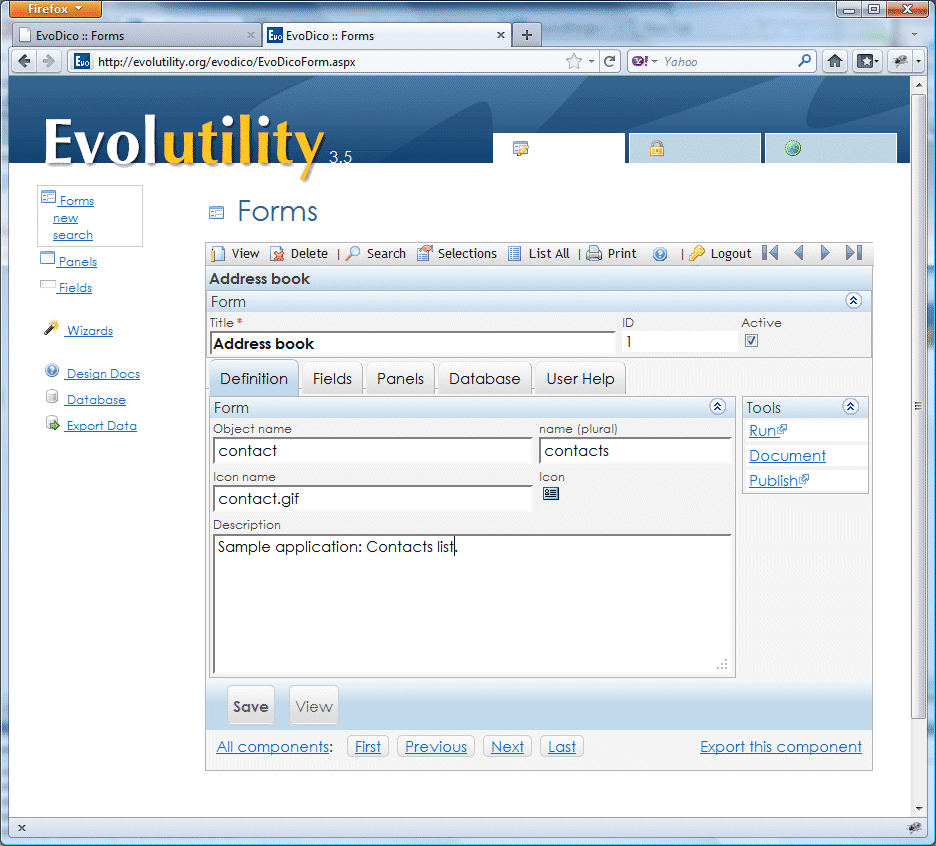 Firefox
EvoDico :: Forms
EvoDico :: Forms
http://evolutility.org/evodico/EvoDicoForm.aspx
Yahoo
Evolutility 3.5
Forms
new
search
Panels
Fields
Wizards
Design Docs
Database
Export Data
Forms
View Delete | Search Selections List All | Print | Logout
Address book
Form
Title * ID Active
Address book 1
Definition Fields Panels Database User Help
Form
Object name name (plural)
contact contacts
Icon name Icon
contact.gif
Description
Sample application: Contacts list.
Tools
Run
Document
Publish
Save View
All components: First Previous Next Last Export this component